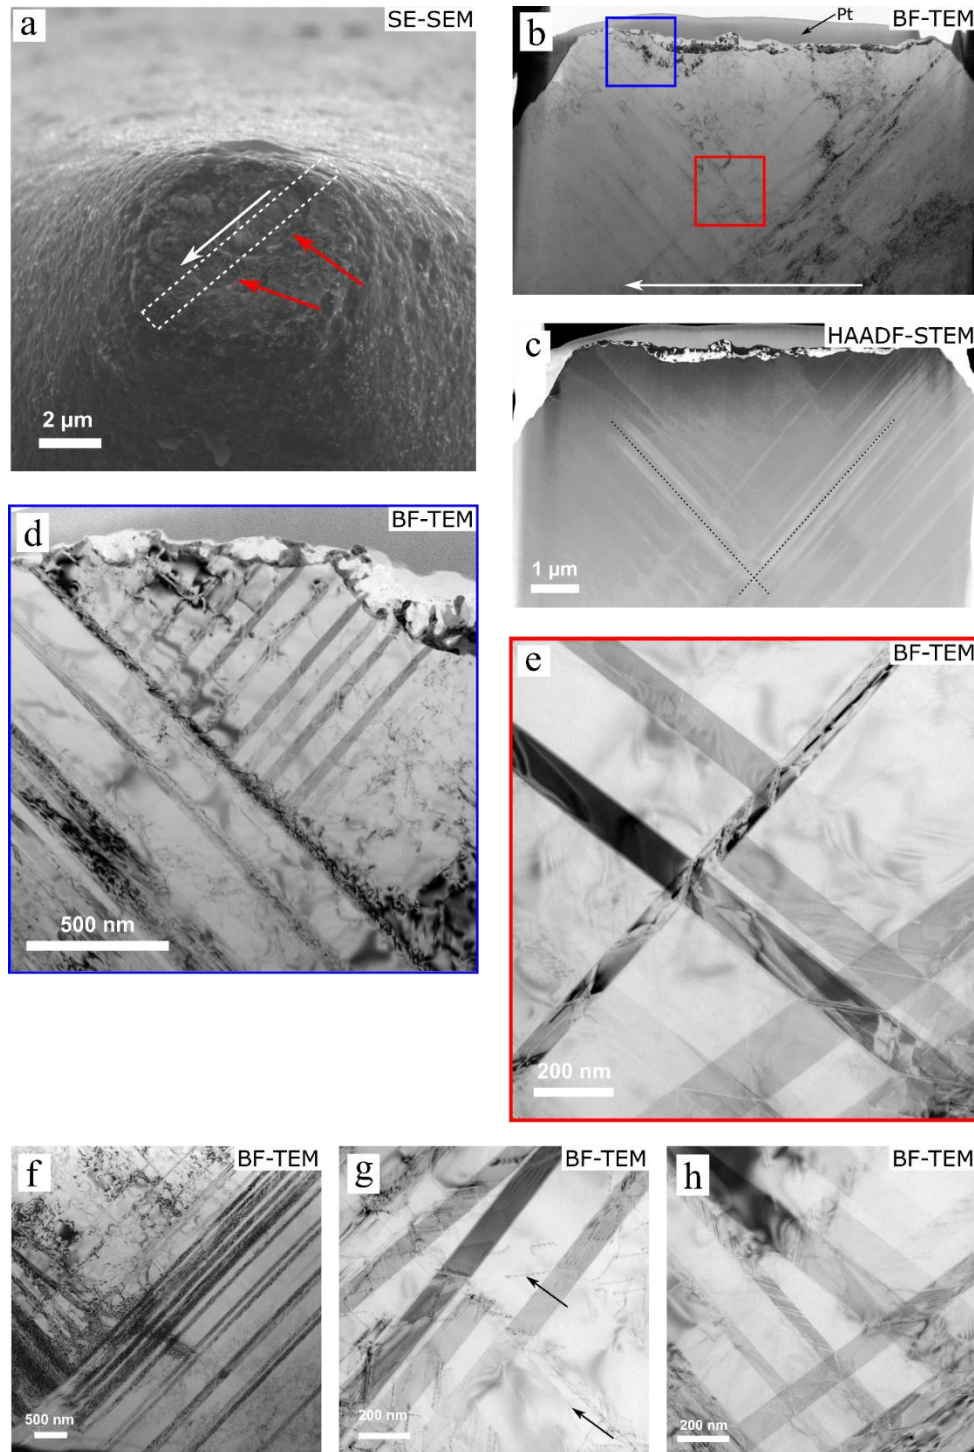 a
SE-SEM
2 µm
b
Pt
BF-TEM
c
HAADF-STEM
1 µm
d
BF-TEM
500 nm
e
BF-TEM
200 nm
f
BF-TEM
500 nm
g
BF-TEM
200 nm
h
BF-TEM
200 nm